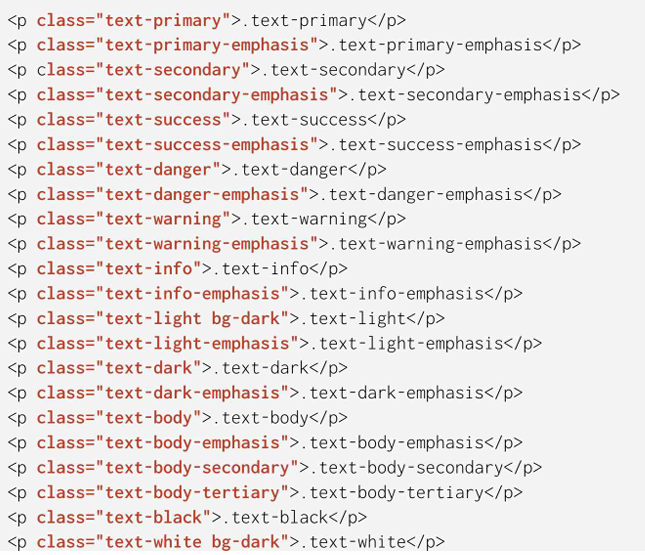 <p class="text-primary">.text-primary</p>
<p class="text-primary-emphasis">.text-primary-emphasis</p>
<p class="text-secondary">.text-secondary</p>
<p class="text-secondary-emphasis">.text-secondary-emphasis</p>
<p class="text-success">.text-success</p>
<p class="text-success-emphasis">.text-success-emphasis</p>
<p class="text-danger">.text-danger</p>
<p class="text-danger-emphasis">.text-danger-emphasis</p>
<p class="text-warning">.text-warning</p>
<p class="text-warning-emphasis">.text-warning-emphasis</p>
<p class="text-info">.text-info</p>
<p class="text-info-emphasis">.text-info-emphasis</p>
<p class="text-light bg-dark">.text-light</p>
<p class="text-light-emphasis">.text-light-emphasis</p>
<p class="text-dark">.text-dark</p>
<p class="text-dark-emphasis">.text-dark-emphasis</p>
<p class="text-body">.text-body</p>
<p class="text-body-emphasis">.text-body-emphasis</p>
<p class="text-body-secondary">.text-body-secondary</p>
<p class="text-body-tertiary">.text-body-tertiary</p>
<p class="text-black">.text-black</p>
<p class="text-white bg-dark">.text-white</p>